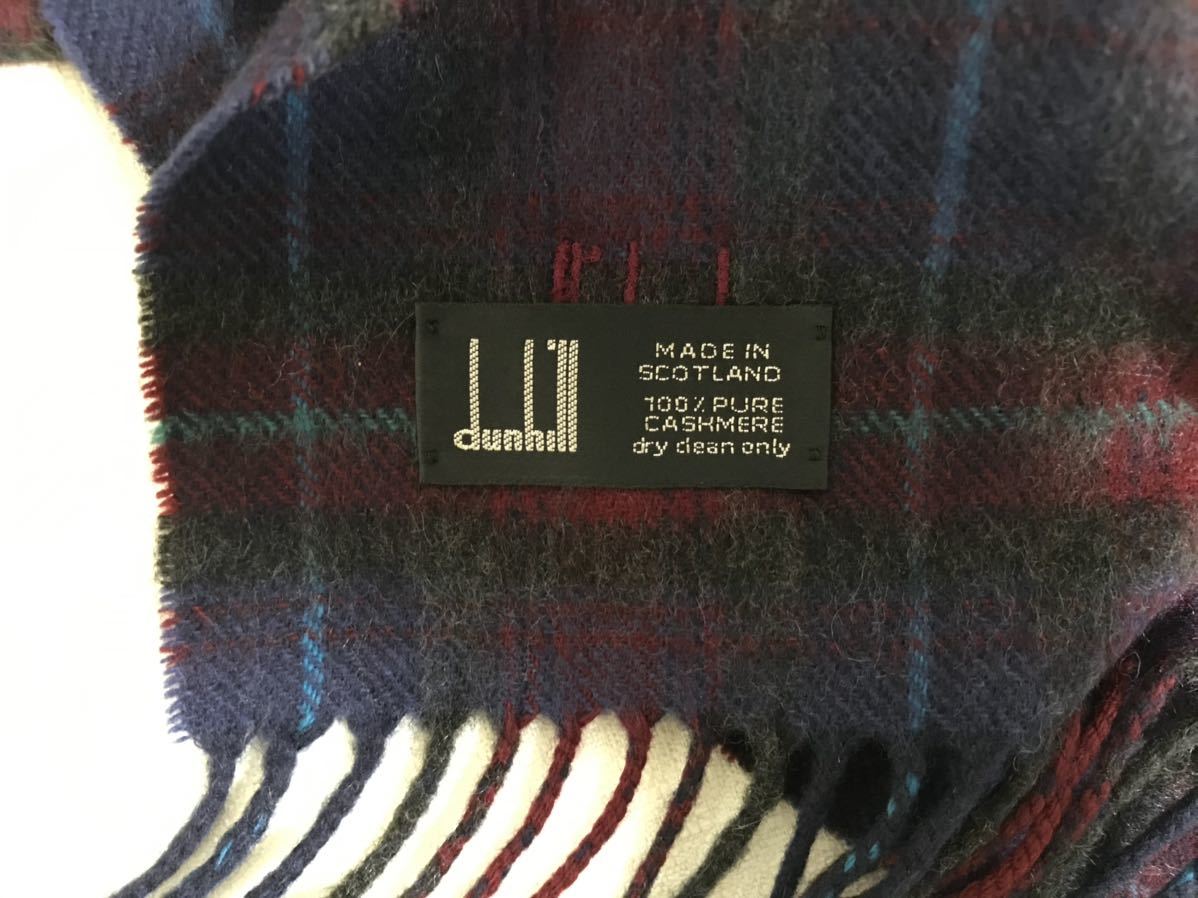 dunhill
MADE IN
SCOTLAND
100% PURE
CASHMERE
dry clean only